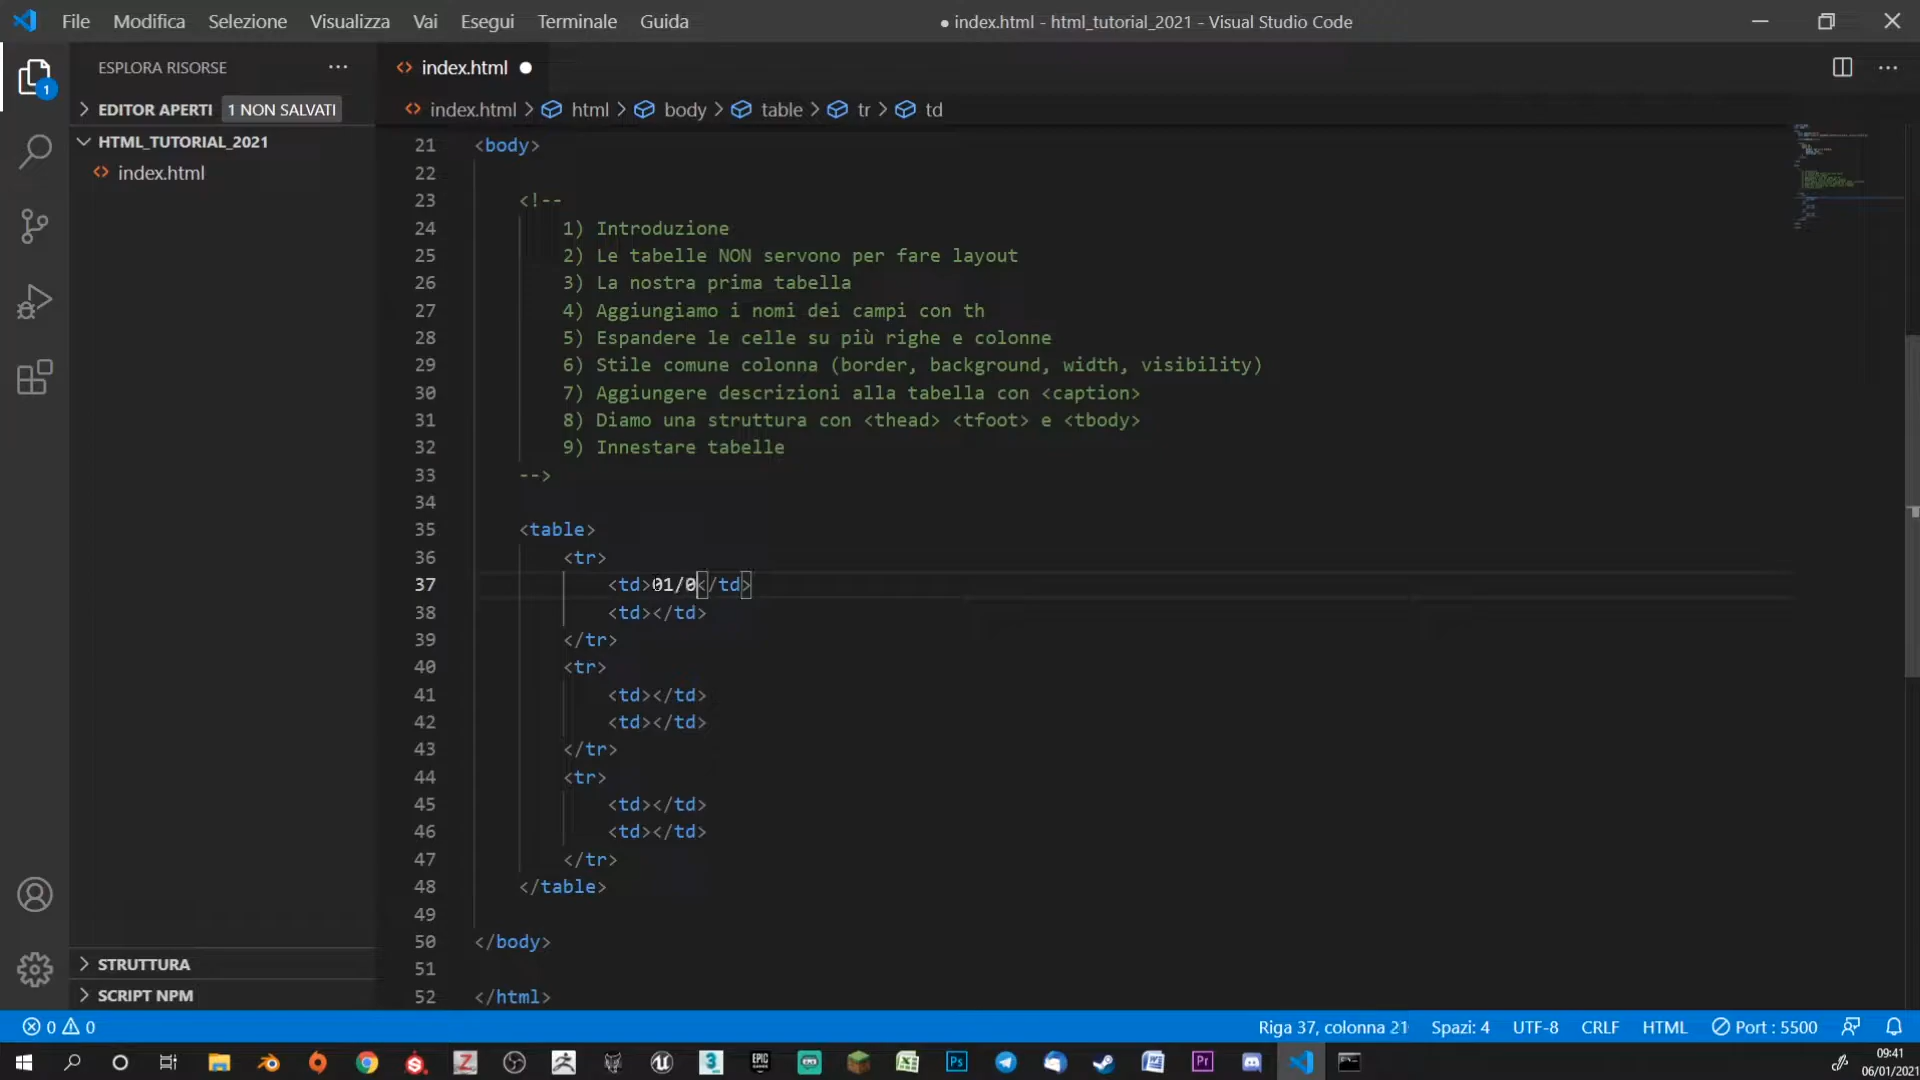 File Modifica Selezione Visualizza Vai Esegui Terminale Guida
● index.html - html_tutorial_2021 - Visual Studio Code
ESPLORA RISORSE
1
EDITOR APERTI 1 NON SALVATI
HTML_TUTORIAL_2021
index.html
STRUTTURA
SCRIPT NPM
index.html
index.html > html > body > table > tr > td
21 <body>
22
23 <!--
24 1) Introduzione
25 2) Le tabelle NON servono per fare layout
26 3) La nostra prima tabella
27 4) Aggiungiamo i nomi dei campi con th
28 5) Espandere le celle su più righe e colonne
29 6) Stile comune colonna (border, background, width, visibility)
30 7) Aggiungere descrizioni alla tabella con <caption>
31 8) Diamo una struttura con <thead> <tfoot> e <tbody>
32 9) Innestare tabelle
33 -->
34
35 <table>
36 <tr>
37 <td>01/0</td>
38 <td></td>
39 </tr>
40 <tr>
41 <td></td>
42 <td></td>
43 </tr>
44 <tr>
45 <td></td>
46 <td></td>
47 </tr>
48 </table>
49
50 </body>
51
52 </html>
0 0
Riga 37, colonna 21 Spazi: 4 UTF-8 CRLF HTML Port : 5500
09:41
06/01/2021